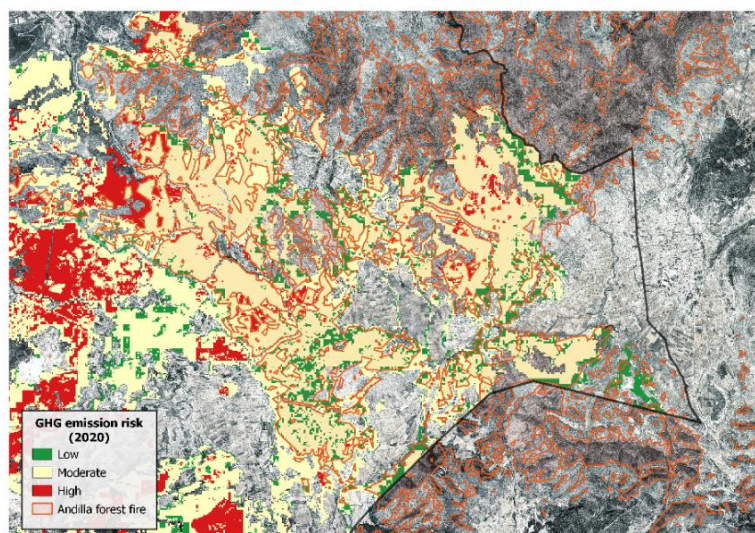 GHG emission risk
(2020)
Low
Moderate
High
Andilla forest fire